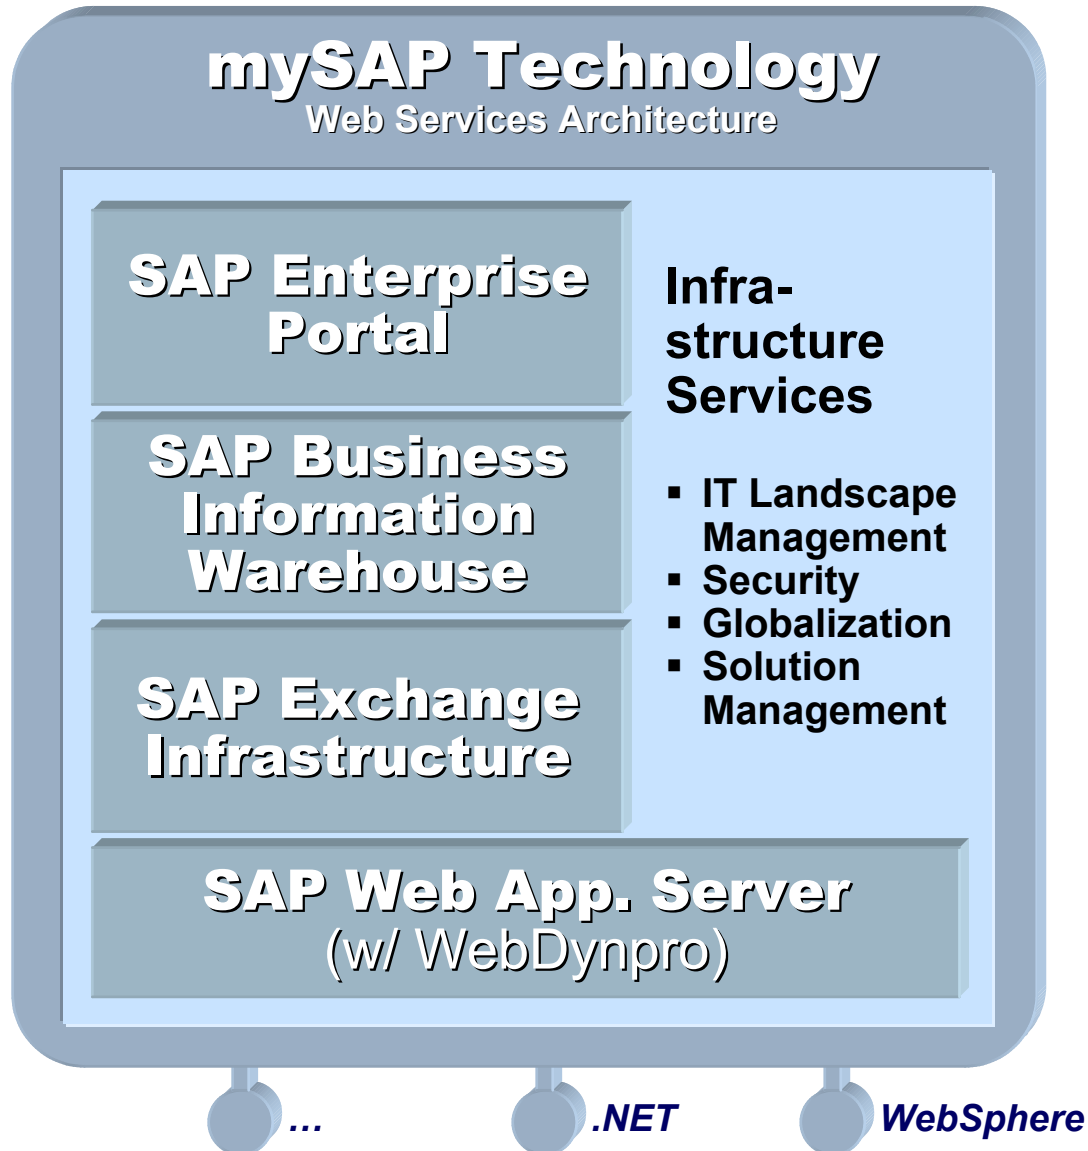 mySAP Technology
Web Services Architecture
SAP Enterprise
Portal
SAP Business
Information
Warehouse
SAP Exchange
Infrastructure
SAP Web App. Server
(w/ WebDynpro)
Infra-
structure
Services
▪ IT Landscape
Management
▪ Security
▪ Globalization
▪ Solution
Management
...
.NET
WebSphere